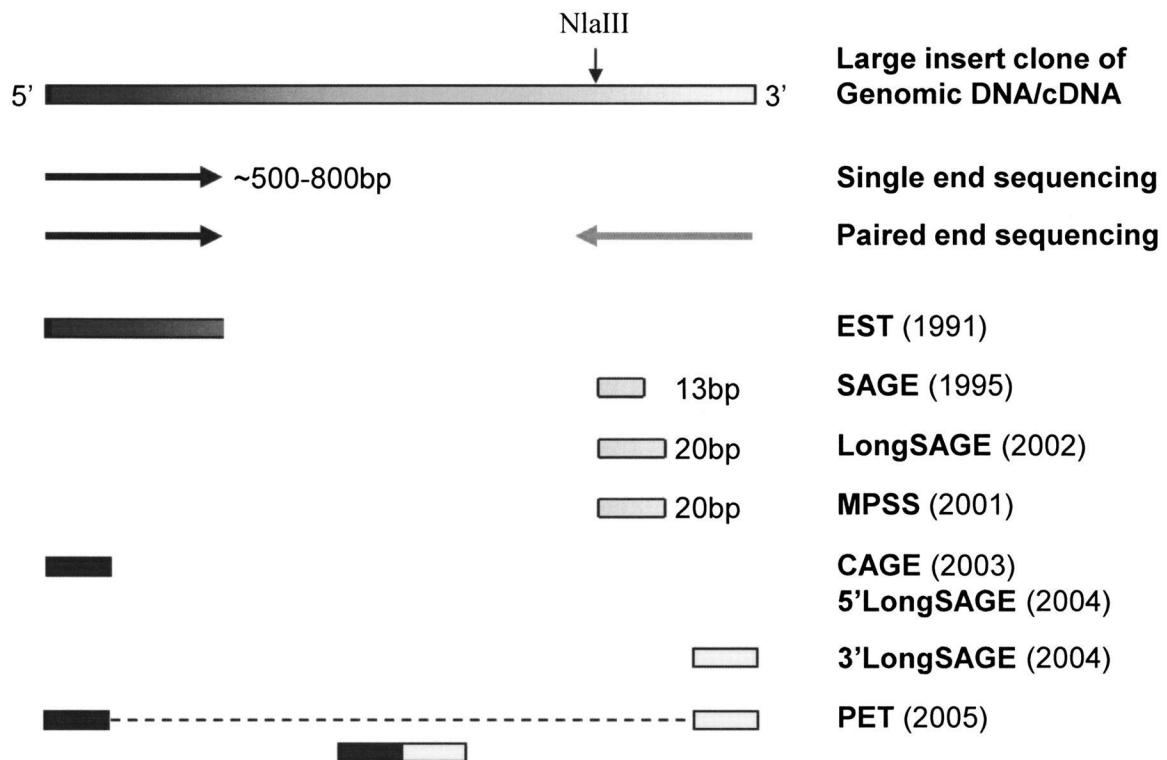 NlaIII
5’
3’
Large insert clone of
Genomic DNA/cDNA
~500-800bp
Single end sequencing
Paired end sequencing
EST (1991)
13bp
SAGE (1995)
20bp
LongSAGE (2002)
20bp
MPSS (2001)
CAGE (2003)
5’LongSAGE (2004)
3’LongSAGE (2004)
PET (2005)